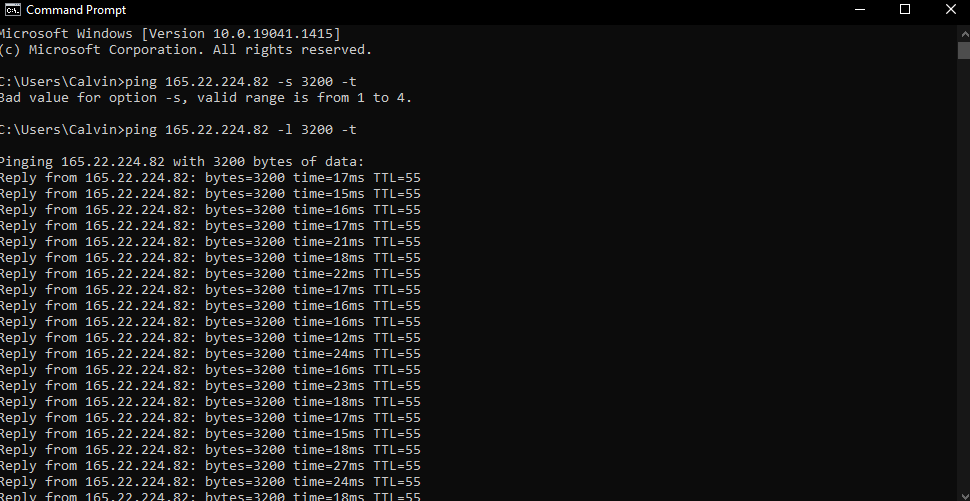 Command Prompt
Microsoft Windows [Version 10.0.19041.1415]
(c) Microsoft Corporation. All rights reserved.
C:\Users\Calvin>ping 165.22.224.82 -s 3200 -t
Bad value for option -s, valid range is from 1 to 4.
C:\Users\Calvin>ping 165.22.224.82 -l 3200 -t
Pinging 165.22.224.82 with 3200 bytes of data:
Reply from 165.22.224.82: bytes=3200 time=17ms TTL=55
Reply from 165.22.224.82: bytes=3200 time=15ms TTL=55
Reply from 165.22.224.82: bytes=3200 time=16ms TTL=55
Reply from 165.22.224.82: bytes=3200 time=17ms TTL=55
Reply from 165.22.224.82: bytes=3200 time=21ms TTL=55
Reply from 165.22.224.82: bytes=3200 time=18ms TTL=55
Reply from 165.22.224.82: bytes=3200 time=22ms TTL=55
Reply from 165.22.224.82: bytes=3200 time=17ms TTL=55
Reply from 165.22.224.82: bytes=3200 time=16ms TTL=55
Reply from 165.22.224.82: bytes=3200 time=16ms TTL=55
Reply from 165.22.224.82: bytes=3200 time=12ms TTL=55
Reply from 165.22.224.82: bytes=3200 time=24ms TTL=55
Reply from 165.22.224.82: bytes=3200 time=16ms TTL=55
Reply from 165.22.224.82: bytes=3200 time=23ms TTL=55
Reply from 165.22.224.82: bytes=3200 time=18ms TTL=55
Reply from 165.22.224.82: bytes=3200 time=17ms TTL=55
Reply from 165.22.224.82: bytes=3200 time=15ms TTL=55
Reply from 165.22.224.82: bytes=3200 time=18ms TTL=55
Reply from 165.22.224.82: bytes=3200 time=27ms TTL=55
Reply from 165.22.224.82: bytes=3200 time=24ms TTL=55
Reply from 165.22.224.82: bytes=3200 time=18ms TTL=55